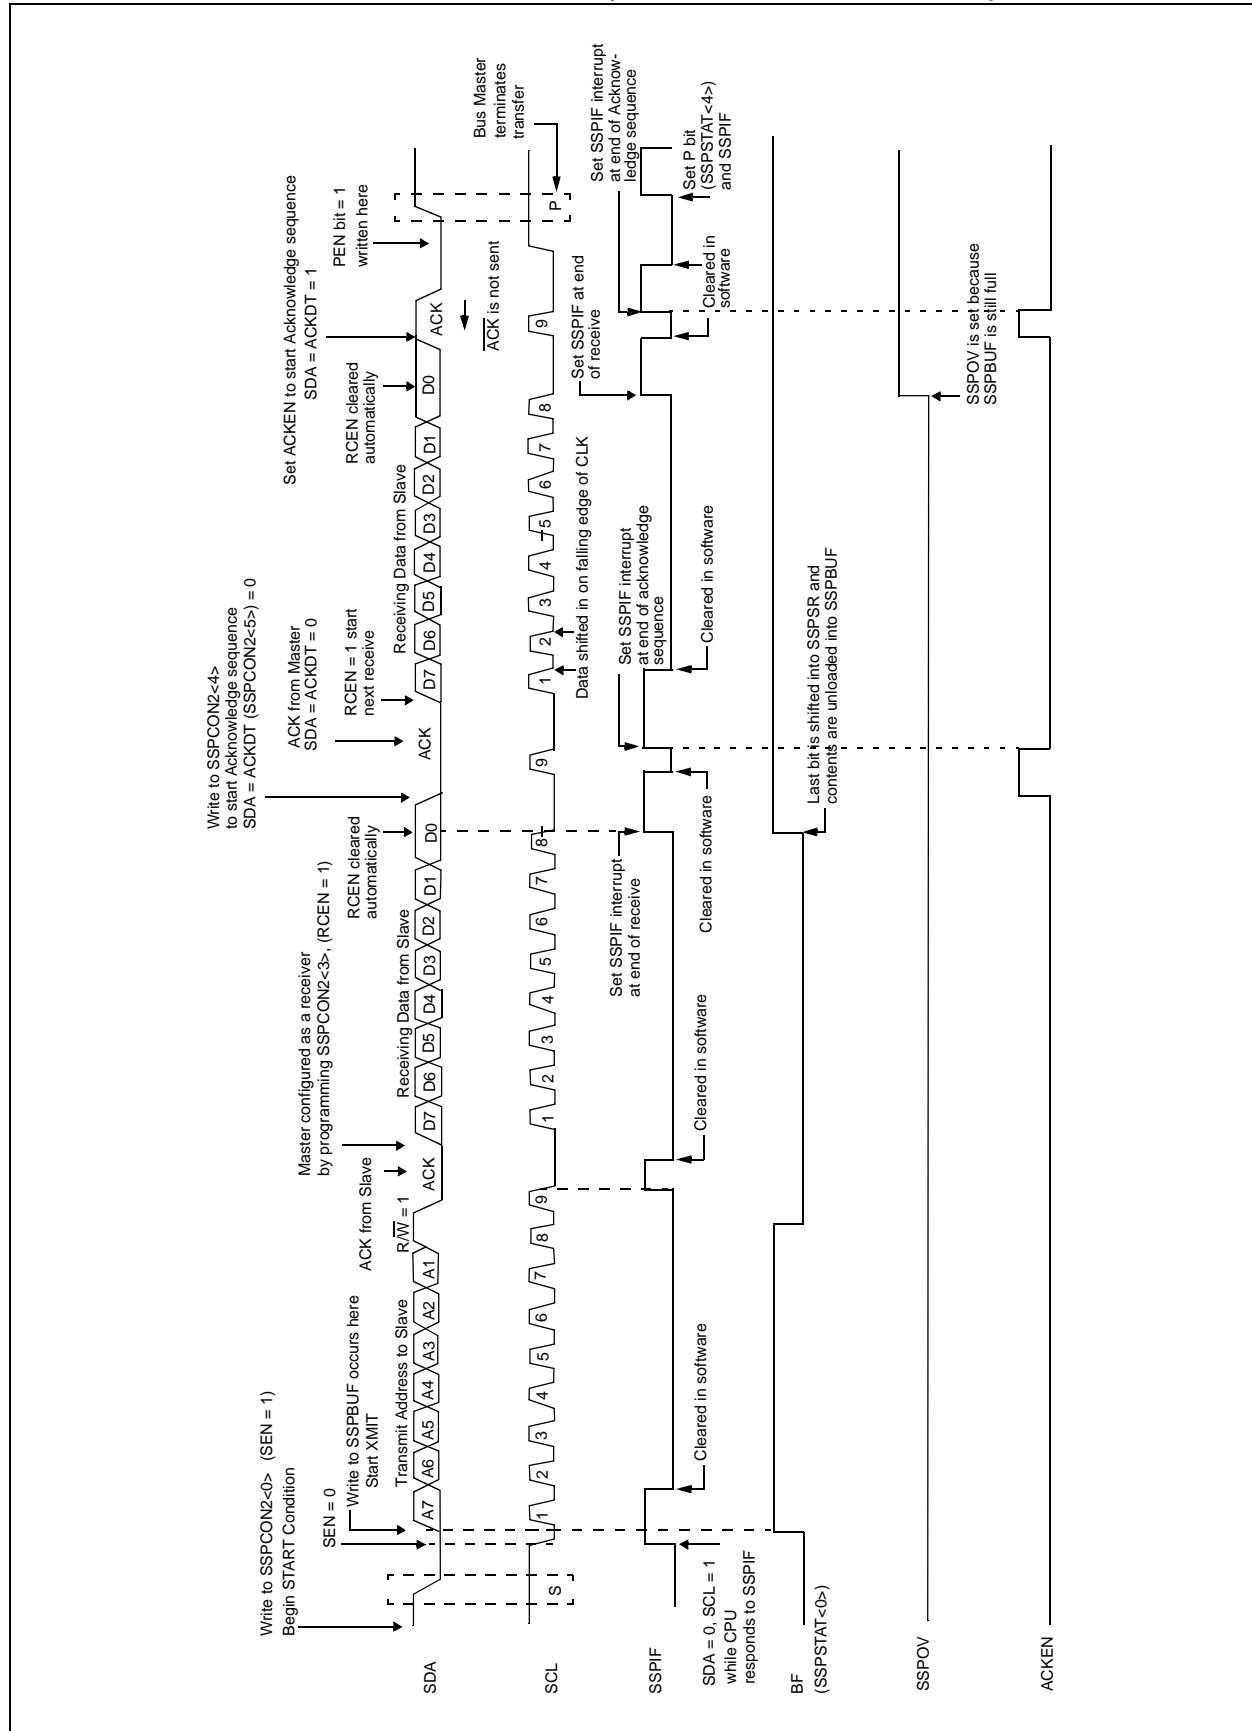 Write to SSPCON2<0> (SEN = 1)
Begin START Condition
SEN = 0
Write to SSPBUF occurs here
Start XMIT
Transmit Address to Slave
R/W = 1
ACK from Slave
Master configured as a receiver
by programming SSPCON2<3>, (RCEN = 1)
Receiving Data from Slave
RCEN cleared
automatically
Write to SSPCON2<4>
to start Acknowledge sequence
SDA = ACKDT (SSPCON2<5>) = 0
ACK from Master
SDA = ACKDT = 0
RCEN = 1 start
next receive
Receiving Data from Slave
RCEN cleared
automatically
Set ACKEN to start Acknowledge sequence
SDA = ACKDT = 1
PEN bit = 1
written here
SDA
A7 A6 A5 A4 A3 A2 A1
ACK
D7 D6 D5 D4 D3 D2 D1 D0
ACK
D7 D6 D5 D4 D3 D2 D1 D0
ACK
ACK is not sent
Bus Master
terminates
transfer
SCL
S
1 2 3 4 5 6 7 8 9
1 2 3 4 5 6 7 8 9
1 2 3 4 5 6 7 8 9
P
Data shifted in on falling edge of CLK
Set SSPIF interrupt
at end of receive
Set SSPIF interrupt
at end of acknowledge
sequence
Set SSPIF at end
of receive
Set SSPIF interrupt
at end of Acknow-
ledge sequence
SSPIF
SDA = 0, SCL = 1
while CPU
responds to SSPIF
Cleared in software
Cleared in software
Cleared in software
Cleared in software
Cleared in
software
Set P bit
(SSPSTAT<4>)
and SSPIF
BF
(SSPSTAT<0>)
Last bit is shifted into SSPSR and
contents are unloaded into SSPBUF
SSPOV
SSPOV is set because
SSPBUF is still full
ACKEN